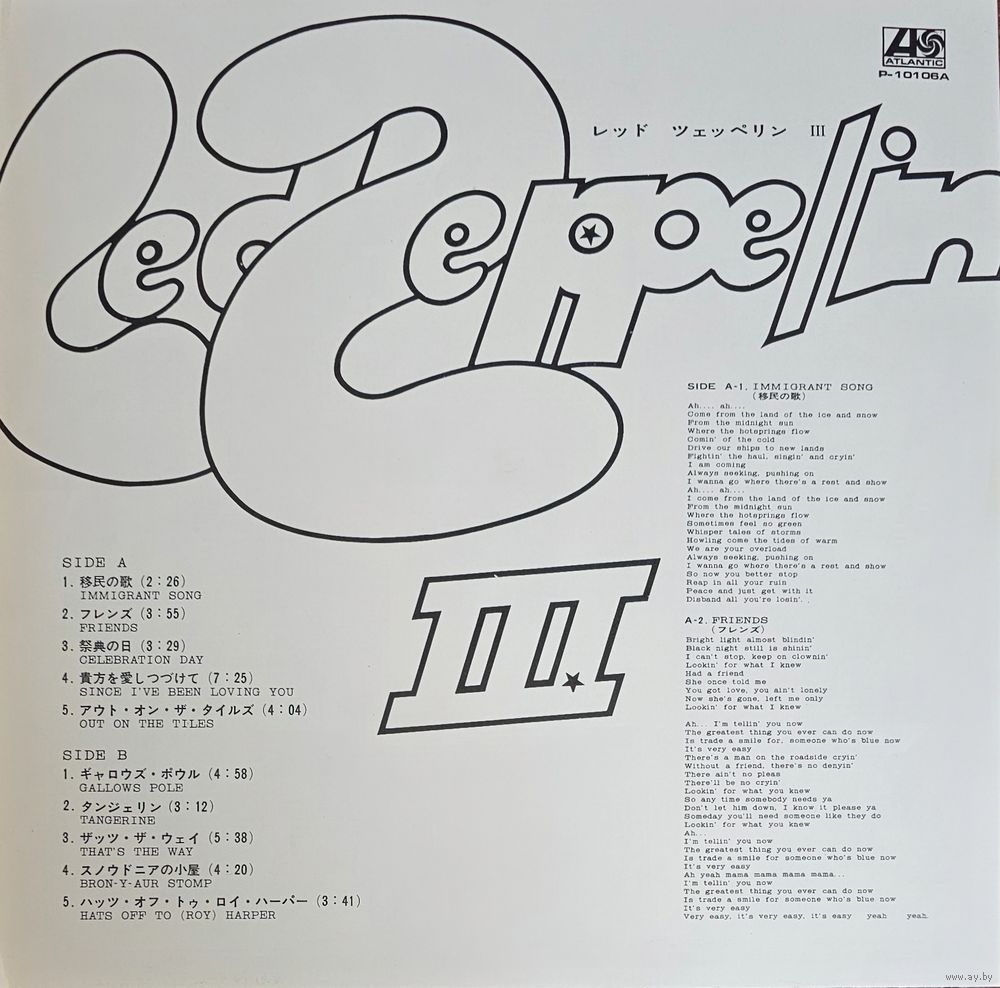 Led Zeppelin
ATLANTIC
P-10106A
レッド ツェッペリン III
III
SIDE A
1. 移民の歌 (2：26)
IMMIGRANT SONG
2. フレンズ (3：55)
FRIENDS
3. 祭典の日 (3：29)
CELEBRATION DAY
4. 貴方を愛しつづけて (7：25)
SINCE I'VE BEEN LOVING YOU
5. アウト・オン・ザ・タイルズ (4：04)
OUT ON THE TILES
SIDE B
1. ギャロウズ・ポウル (4：58)
GALLOWS POLE
2. タンジェリン (3：12)
TANGERINE
3. ザッツ・ザ・ウェイ (5：38)
THAT'S THE WAY
4. スノウドニアの小屋 (4：20)
BRON-Y-AUR STOMP
5. ハッツ・オフ・トゥ・ロイ・ハーパー (3：41)
HATS OFF TO (ROY) HARPER
SIDE A-1. IMMIGRANT SONG
(移民の歌)
Ah.... ah....
Come from the land of the ice and snow
From the midnight sun
Where the hotsprings flow
Comin' of the cold
Drive our ships to new lands
Fightin' the haul, singin' and cryin'
I am coming
Always seeking, pushing on
I wanna go where there's a rest and show
Ah.... ah....
I come from the land of the ice and snow
From the midnight sun
Where the hotsprings flow
Sometimes feel so green
Whisper tales of storms
Howling come the tides of warm
We are your overload
Always seeking, pushing on
I wanna go where there's a rest and show
So now you better stop
Reap in all your ruin
Peace and just get with it
Disband all you're losin'. .
A-2. FRIENDS
(フレンズ)
Bright light almost blindin'
Black night still is shinin'
I can't stop, keep on clownin'
Lookin' for what I knew
Had a friend
She once told me
You got love, you ain't lonely
Now she's gone, left me only
Lookin' for what I knew
Ah... I'm tellin' you now
The greatest thing you ever can do now
Is trade a smile for, someone who's blue now
It's very easy
There's a man on the roadside cryin'
Without a friend, there's no denyin'
There ain't no pleas
There'll be no cryin'
Lookin' for what you knew
So any time somebody needs ya
Don't let him down, I know it please ya
Someday you'll need someone like they do
Lookin' for what you knew
Ah...
I'm tellin' you now
The greatest thing you ever can do now
Is trade a smile for someone who's blue now
It's very easy
Ah yeah mama mama mama mama...
I'm tellin' you now
The greatest thing you ever can do now
Is trade a smile for someone who's blue now
It's very easy
Very easy, it's very easy, it's easy yeah yeah.
www.ay.by